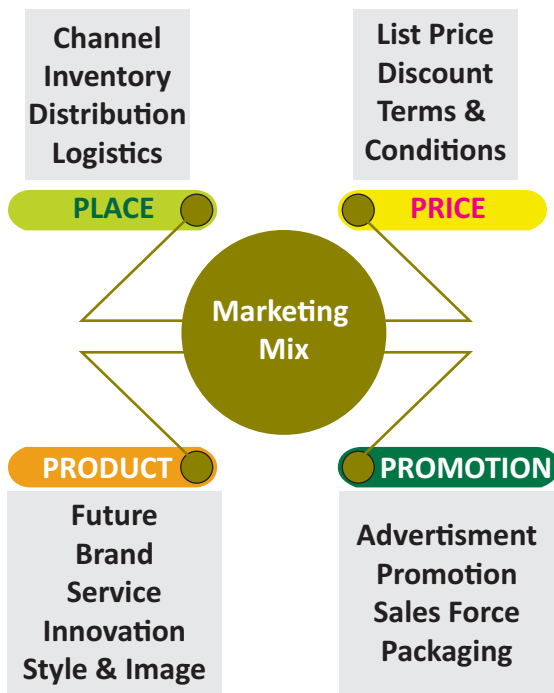 Channel
Inventory
Distribution
Logistics
PLACE
List Price
Discount
Terms &
Conditions
PRICE
Marketing
Mix
PRODUCT
Future
Brand
Service
Innovation
Style & Image
PROMOTION
Advertisment
Promotion
Sales Force
Packaging